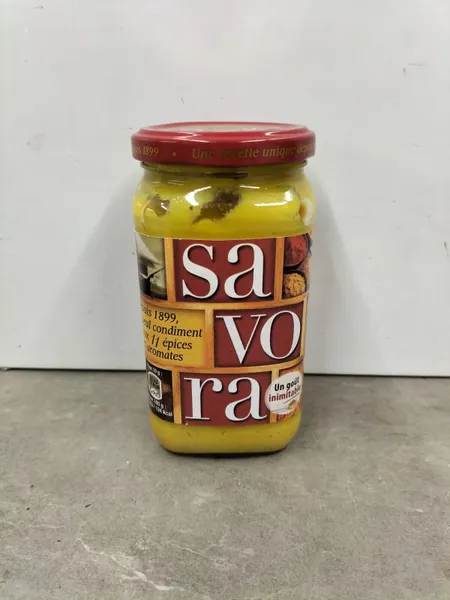 1899 • Une recette unique
sa
vo
ra
1899,
condiment
11 épices
aromates
Un goût
inimitable